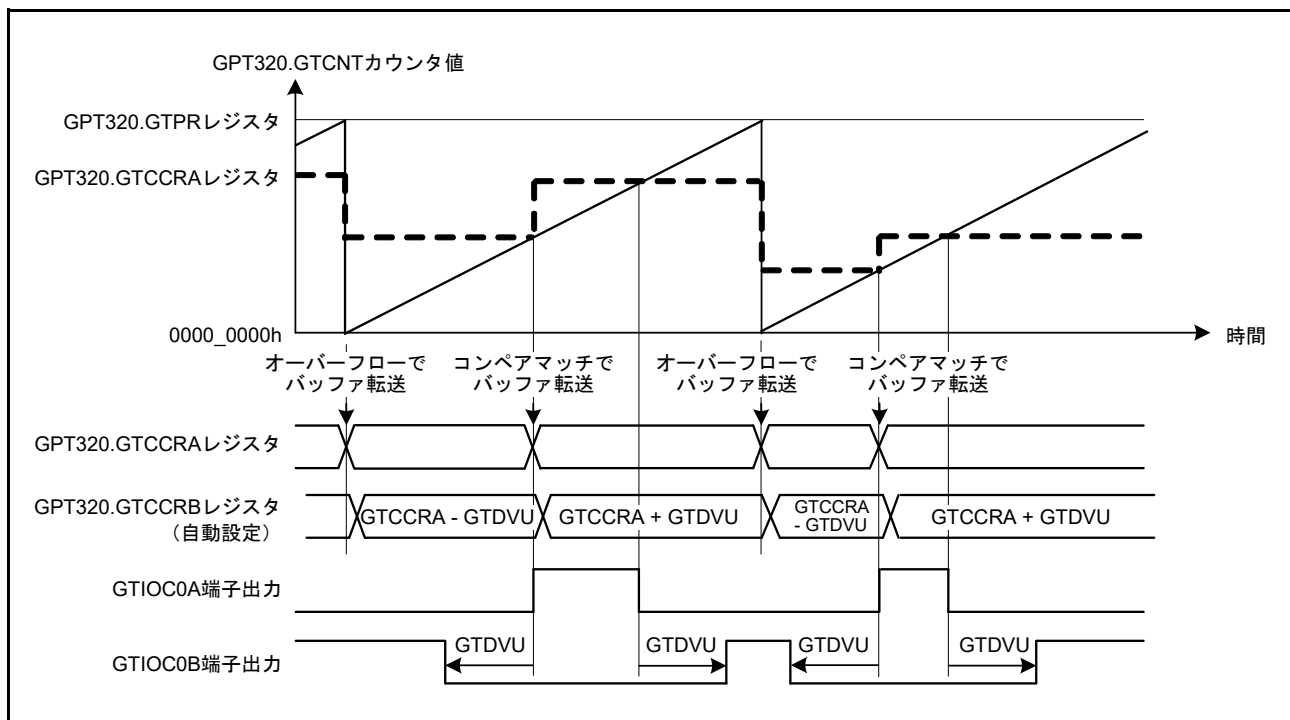 GPT320.GTCNTカウンタ値
GPT320.GTPRレジスタ
GPT320.GTCCRAレジスタ
0000_0000h
時間
オーバーフローで
バッファ転送
コンペアマッチで
バッファ転送
オーバーフローで
バッファ転送
コンペアマッチで
バッファ転送
GPT320.GTCCRAレジスタ
GPT320.GTCCRBレジスタ
（自動設定）
GTCCRA - GTDVU
GTCCRA + GTDVU
GTCCRA
- GTDVU
GTCCRA + GTDVU
GTIOC0A端子出力
GTIOC0B端子出力
GTDVU
GTDVU
GTDVU
GTDVU